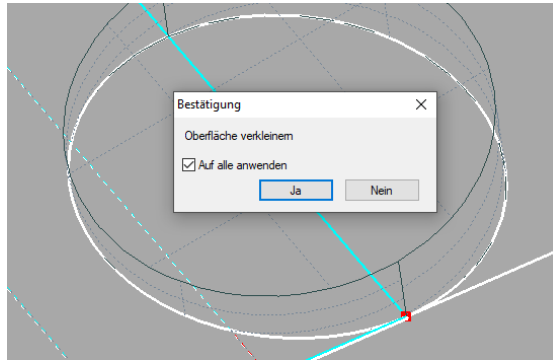 Bestätigung
Oberfläche verkleinern
Auf alle anwenden
Ja
Nein